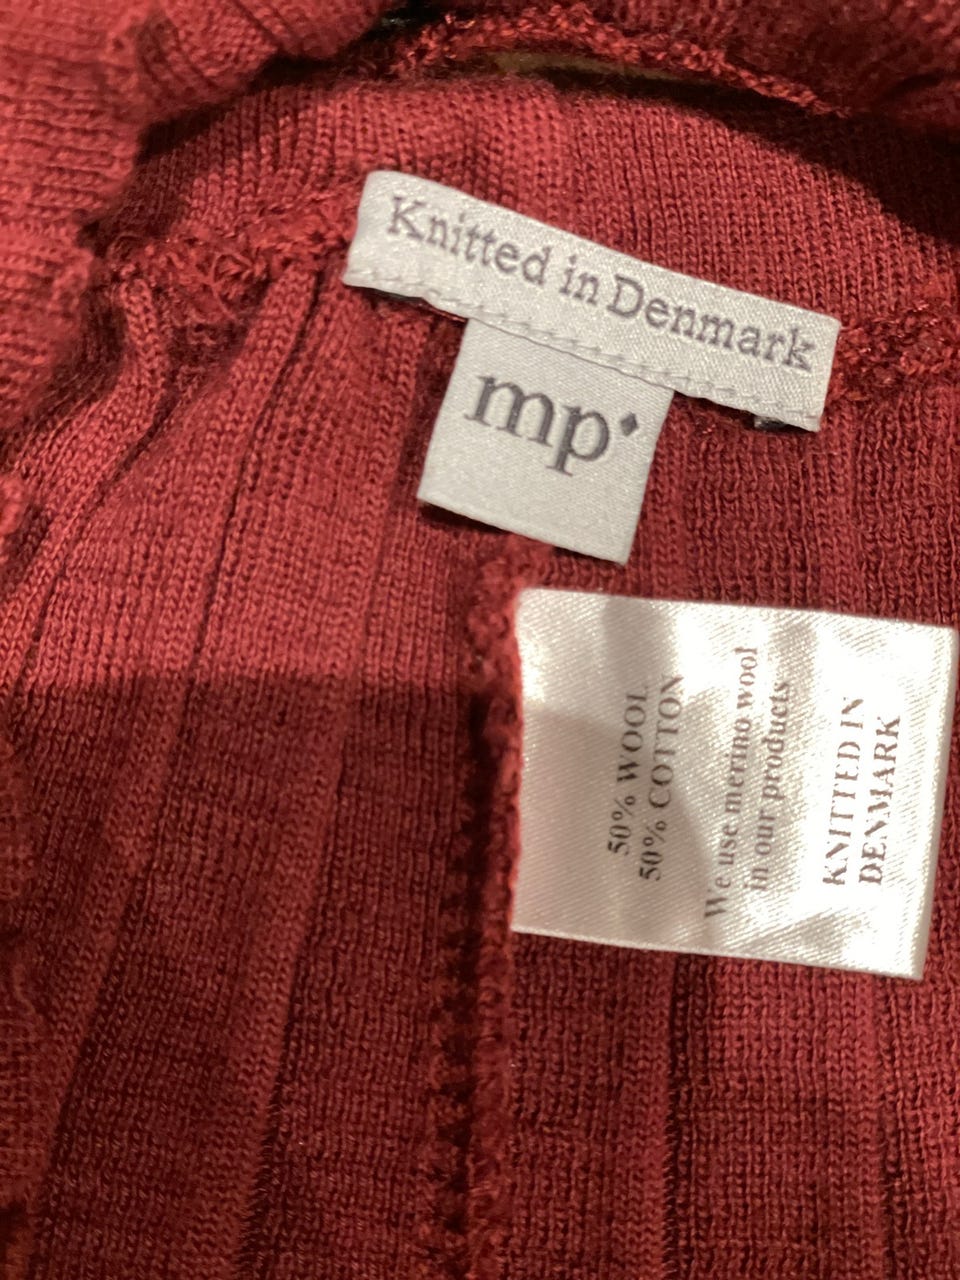 Knitted in Denmark
mp
50% WOOL
50% COTTON
We use merino wool
in our products
KNITTED IN
DENMARK